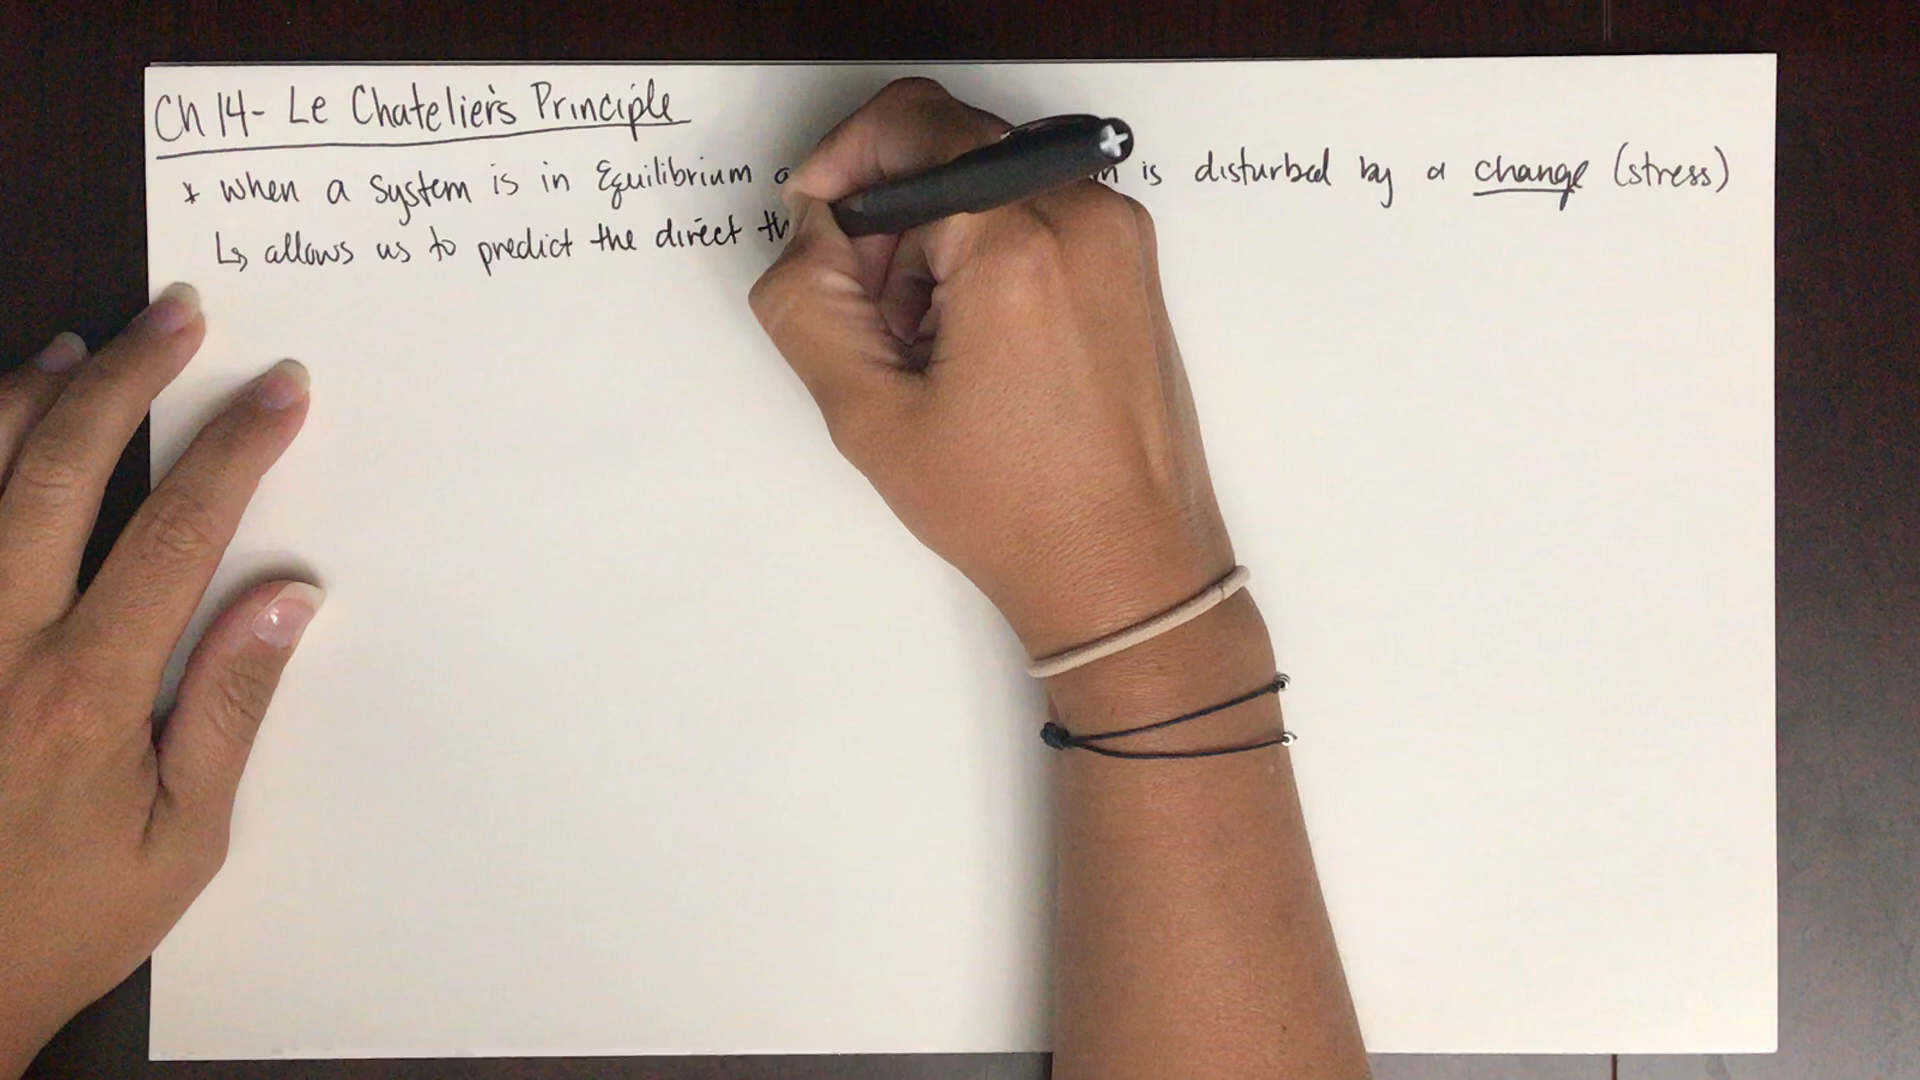 Ch 14- Le Chatelier's Principle
* When a system is in Equilibrium is disturbed by a change (stress)
↳ allows us to predict the direct